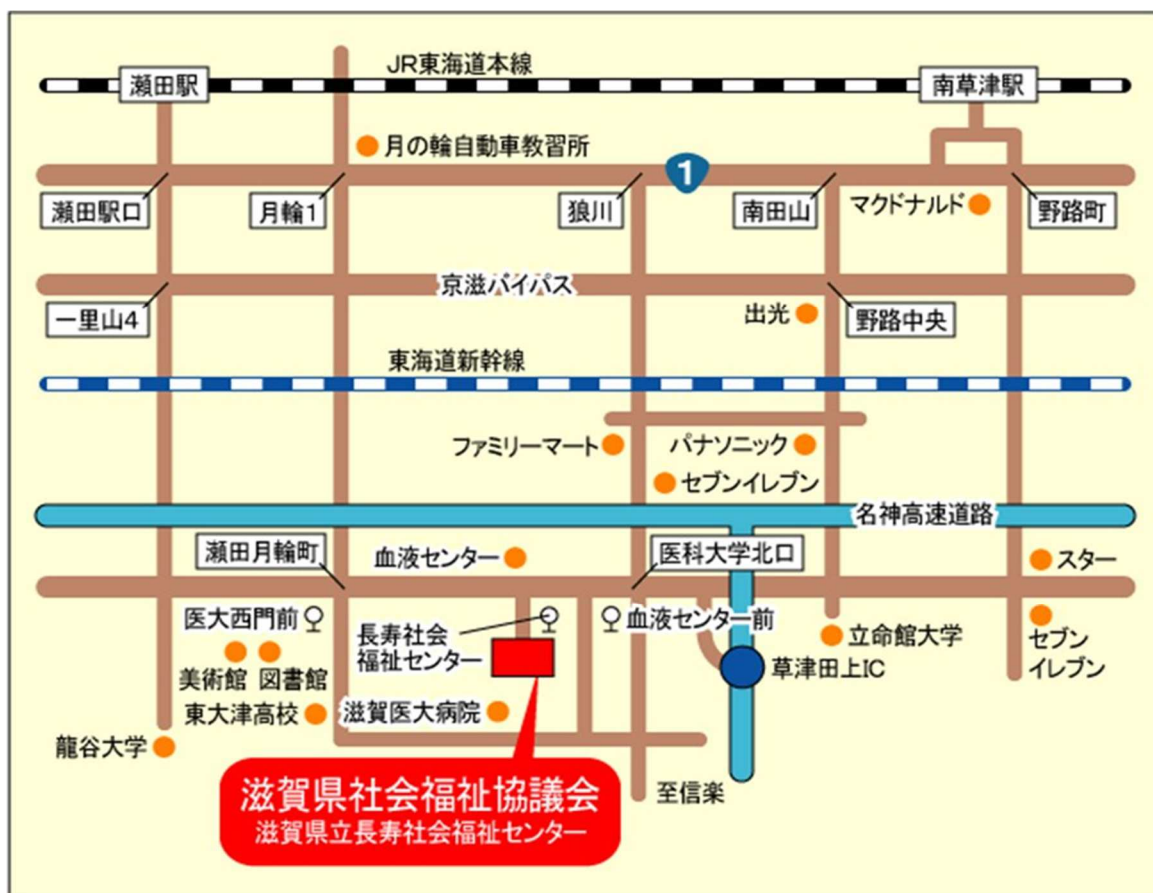 JR東海道本線
瀬田駅
南草津駅
月の輪自動車教習所
1
瀬田駅口
月輪1
狼川
南田山
マクドナルド
野路町
京滋バイパス
一里山4
出光
野路中央
東海道新幹線
ファミリーマート
パナソニック
セブンイレブン
名神高速道路
瀬田月輪町
血液センター
医科大学北口
スター
医大西門前
長寿社会
福祉センター
血液センター前
立命館大学
セブン
イレブン
美術館
図書館
草津田上IC
東大津高校
滋賀医大病院
龍谷大学
至信楽
滋賀県社会福祉協議会
滋賀県立長寿社会福祉センター